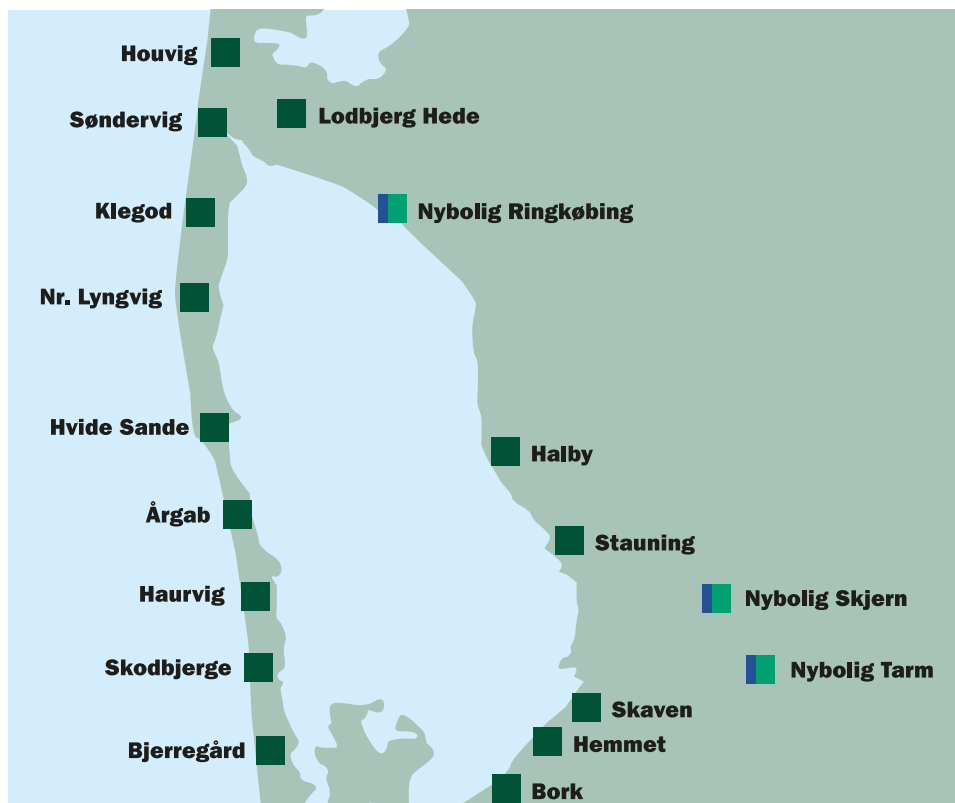 Houvig
Lodbjerg Hede
Søndervig
Klegod
Nybolig Ringkøbing
Nr. Lyngvig
Hvide Sande
Halby
Årgab
Stauning
Haurvig
Nybolig Skjern
Skodbjerge
Nybolig Tarm
Skaven
Hemmet
Bjerregård
Bork